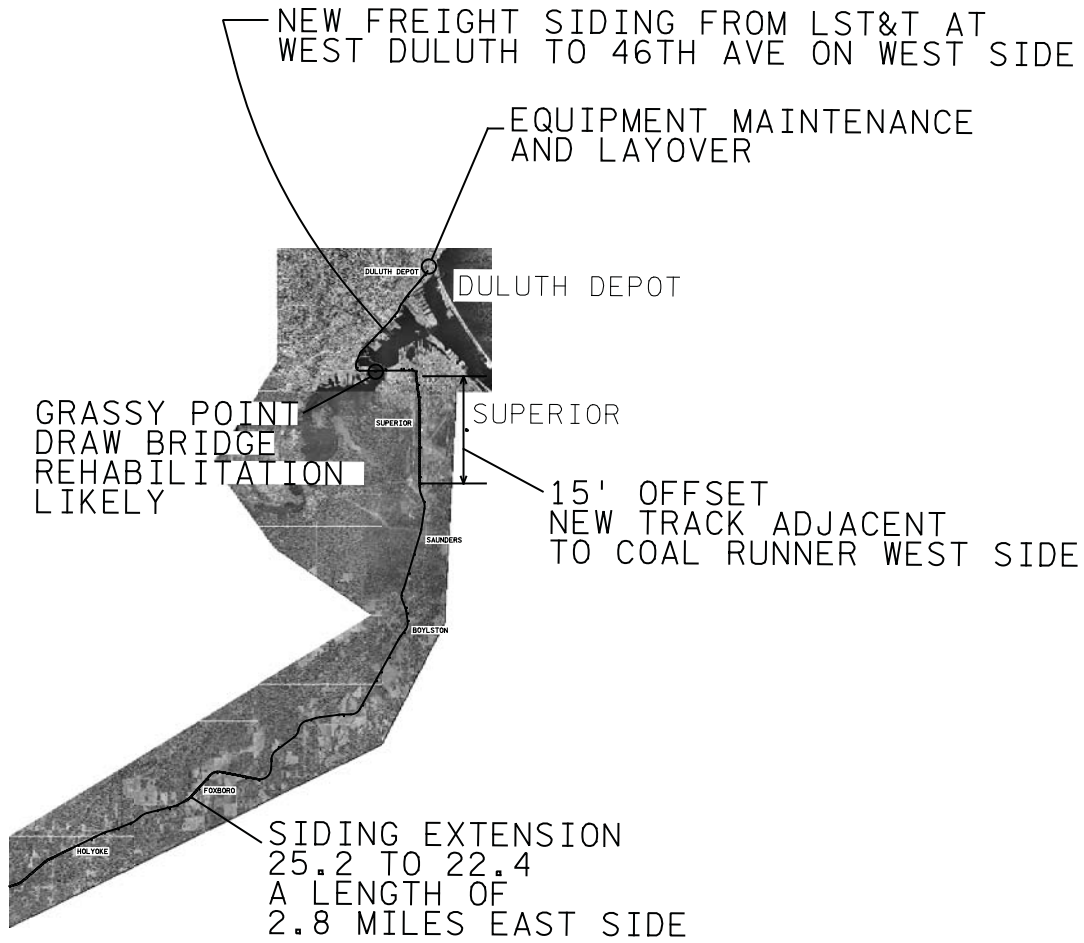 NEW FREIGHT SIDING FROM LST&T AT
WEST DULUTH TO 46TH AVE ON WEST SIDE
EQUIPMENT MAINTENANCE
AND LAYOVER
DULUTH DEPOT
DULUTH DEPOT
GRASSY POINT
DRAW BRIDGE
REHABILITATION
LIKELY
SUPERIOR
SUPERIOR
15' OFFSET
NEW TRACK ADJACENT
TO COAL RUNNER WEST SIDE
SAUNDERS
BOYLSTON
FOXBORO
HOLYOKE
SIDING EXTENSION
25.2 TO 22.4
A LENGTH OF
2.8 MILES EAST SIDE